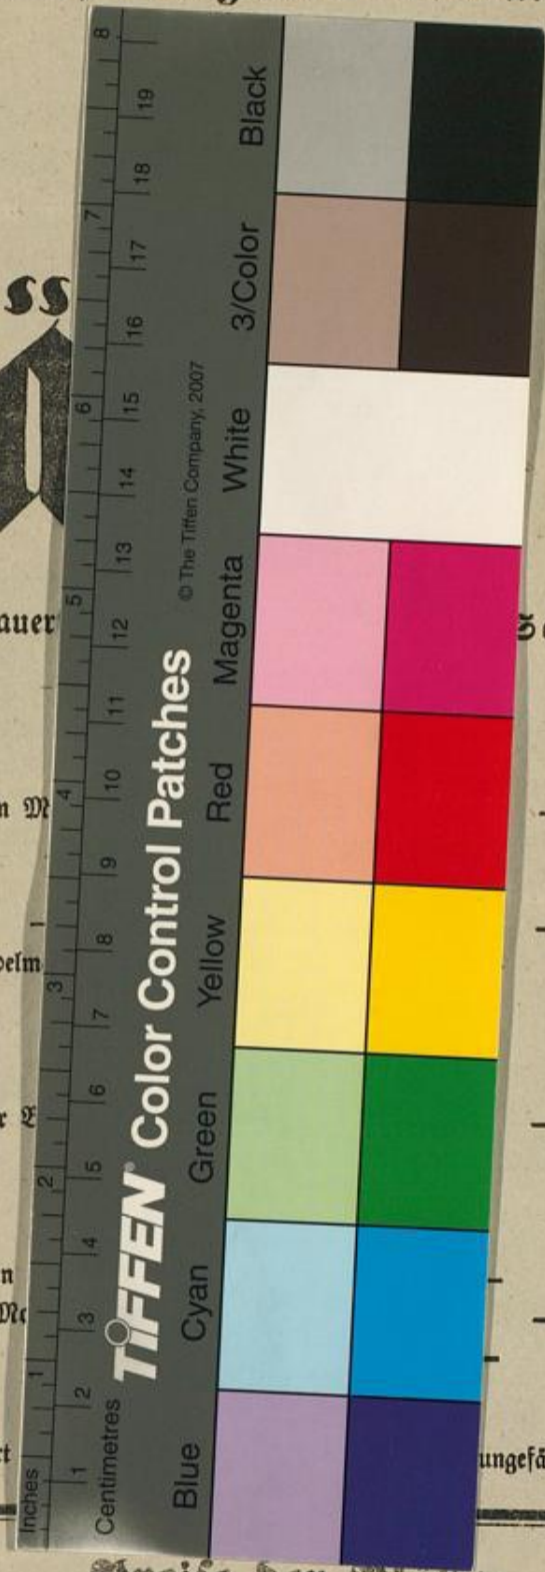 Inches 1 2 3 4 5 6 7 8
Centimetres 1 2 3 4 5 6 7 8 9 10 11 12 13 14 15 16 17 18 19
TIFFEN® Color Control Patches
© The Tiffen Company, 2007
Blue
Cyan
Green
Yellow
Red
Magenta
White
3/Color
Black
auer
n M
elm
n
ungefä